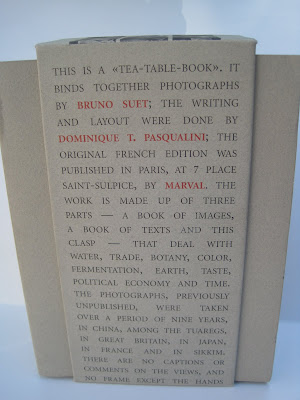 THIS IS A «TEA-TABLE-BOOK». IT
BINDS TOGETHER PHOTOGRAPHS
BY BRUNO SUET; THE WRITING
AND LAYOUT WERE DONE BY
DOMINIQUE T. PASQUALINI; THE
ORIGINAL FRENCH EDITION WAS
PUBLISHED IN PARIS, AT 7 PLACE
SAINT-SULPICE, BY MARVAL. THE
WORK IS MADE UP OF THREE
PARTS — A BOOK OF IMAGES,
A BOOK OF TEXTS AND THIS
CLASP — THAT DEAL WITH
WATER, TRADE, BOTANY, COLOR,
FERMENTATION, EARTH, TASTE,
POLITICAL ECONOMY AND TIME.
THE PHOTOGRAPHS, PREVIOUSLY
UNPUBLISHED, WERE TAKEN
OVER A PERIOD OF NINE YEARS,
IN CHINA, AMONG THE TUAREGS,
IN GREAT BRITAIN, IN JAPAN,
IN FRANCE AND IN SIKKIM.
THERE ARE NO CAPTIONS OR
COMMENTS ON THE VIEWS, AND
NO FRAME EXCEPT THE HANDS